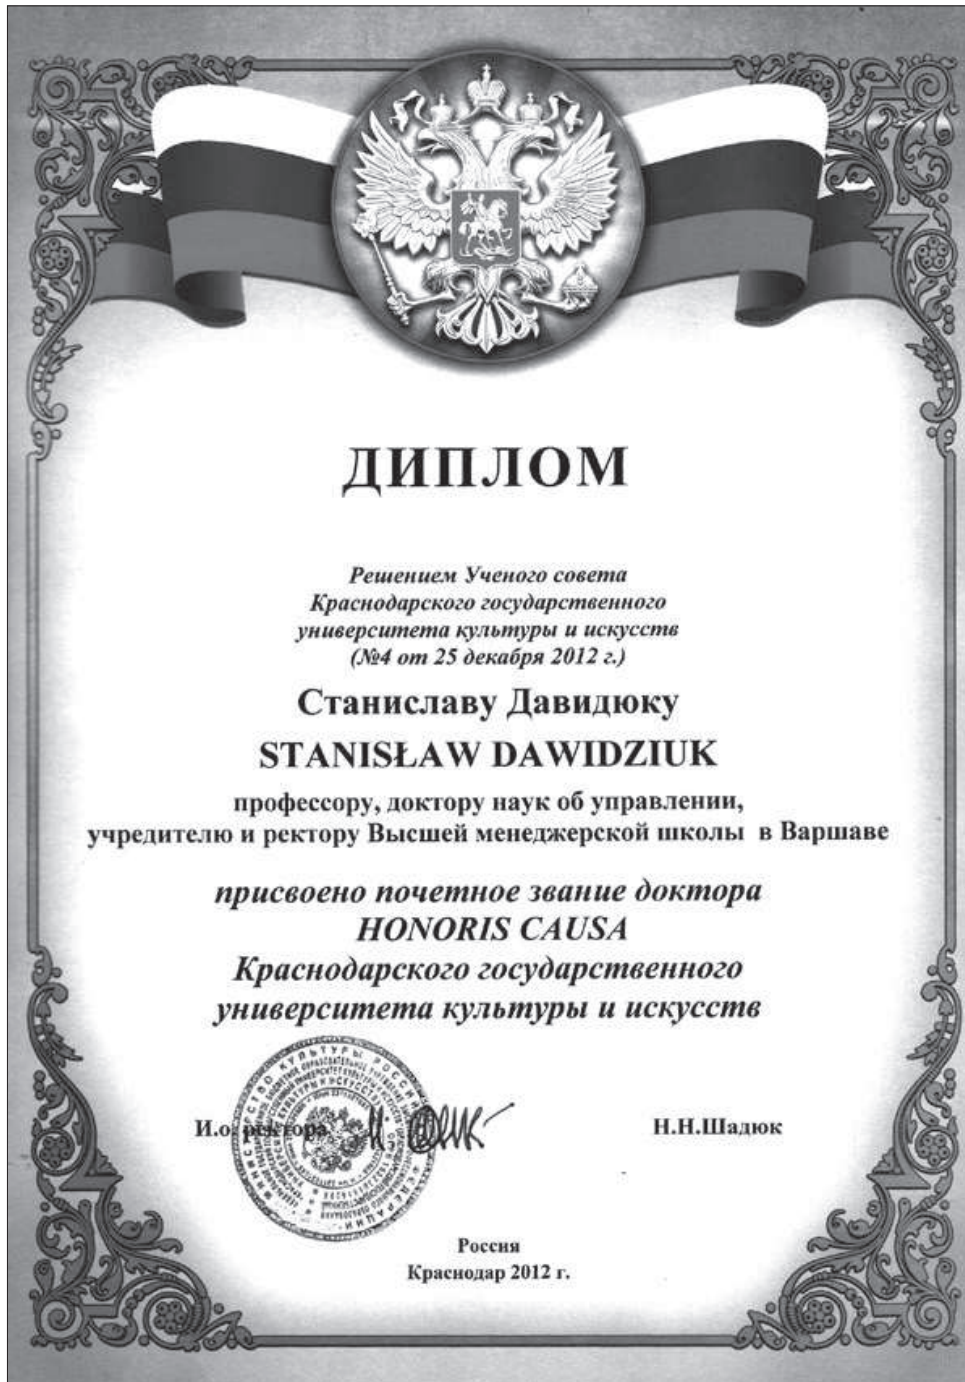 ДИПЛОМ
Решением Ученого совета
Краснодарского государственного
университета культуры и искусств
(№4 от 25 декабря 2012 г.)
Станиславу Давидюку
STANISŁAW DAWIDZIUK
профессору, доктору наук об управлении,
учредителю и ректору Высшей менеджерской школы в Варшаве
присвоено почетное звание доктора
HONORIS CAUSA
Краснодарского государственного
университета культуры и искусств
И.о. ректора
Н.Н.Шадюк
Россия
Краснодар 2012 г.